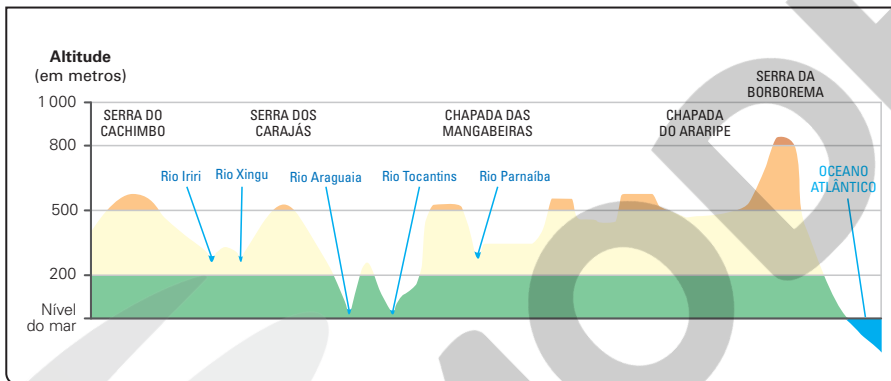 Altitude
(em metros)
1 000
800
500
200
Nível
do mar
SERRA DO
CACHIMBO
SERRA DOS
CARAJÁS
CHAPADA DAS
MANGABEIRAS
CHAPADA
DO ARARIPE
SERRA DA
BORBOREMA
Rio Iriri
Rio Xingu
Rio Araguaia
Rio Tocantins
Rio Parnaíba
OCEANO
ATLÂNTICO